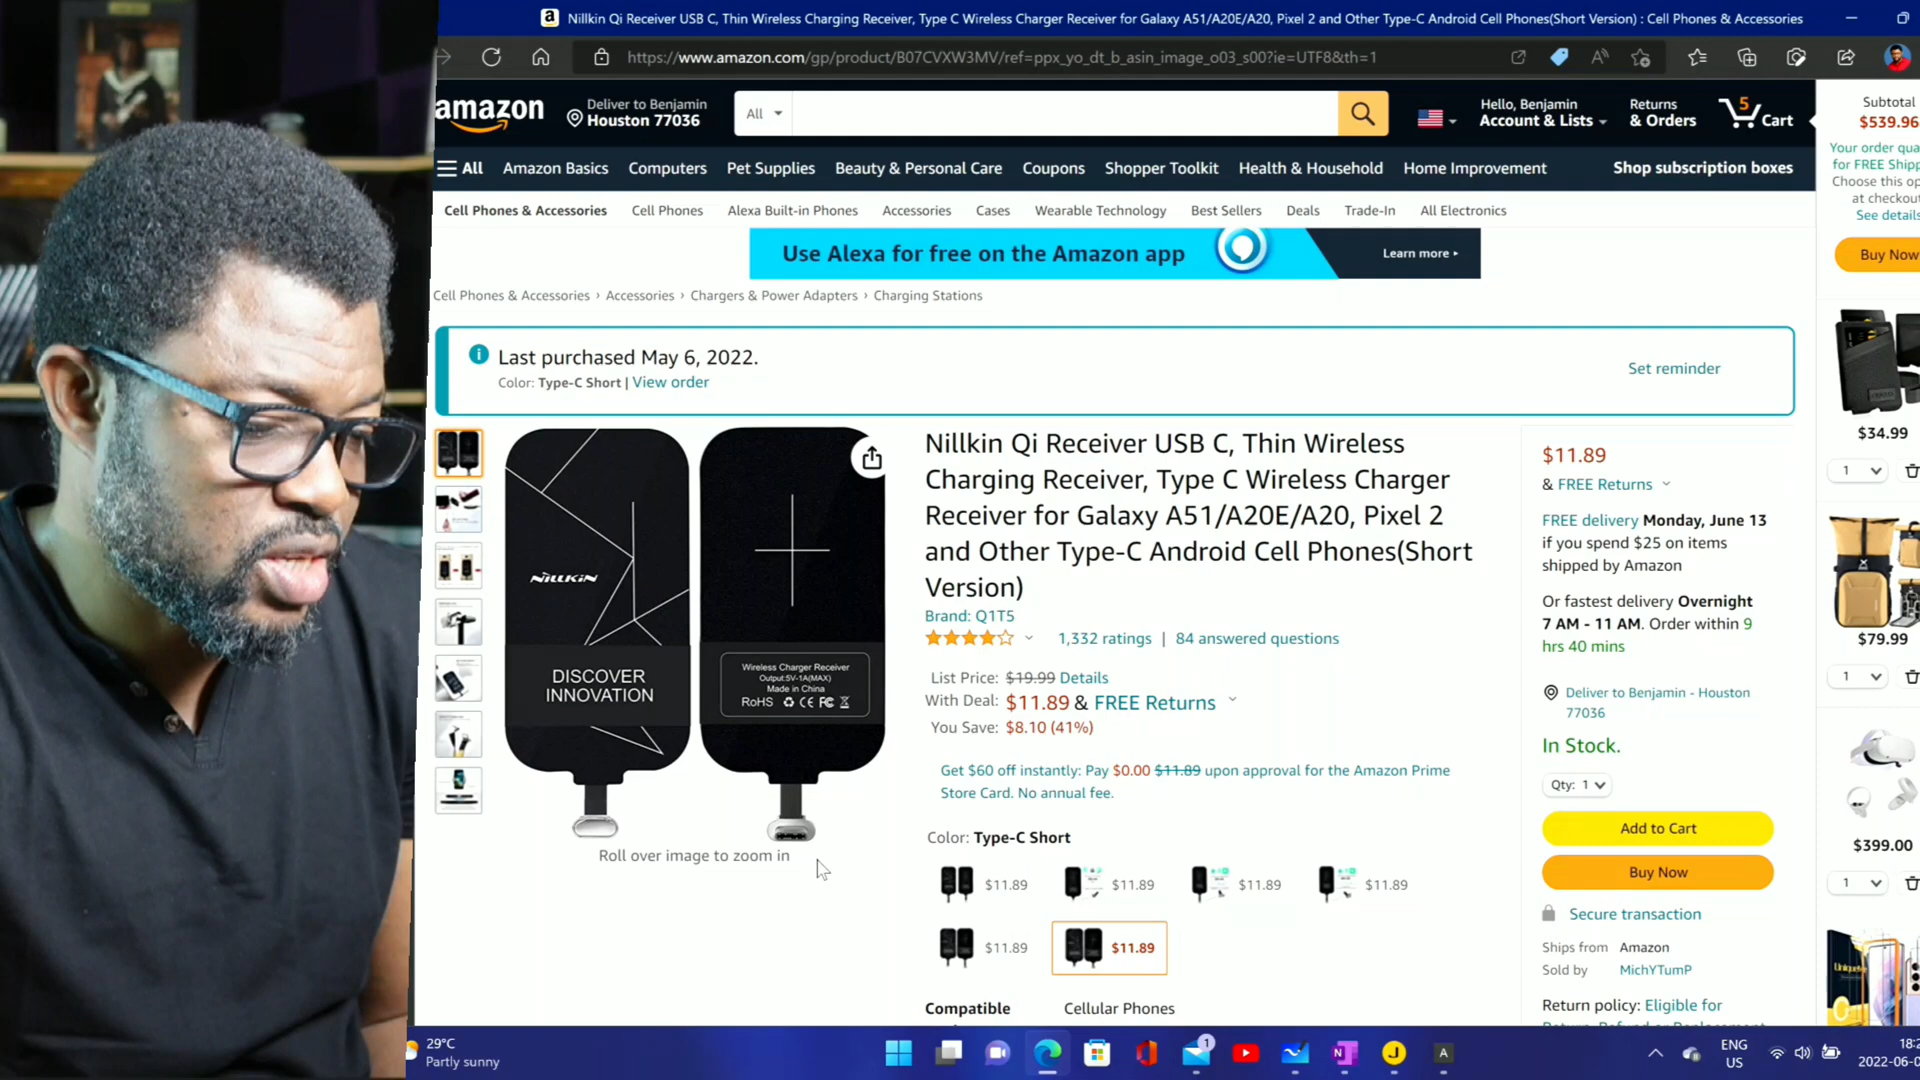 Nillkin Qi Receiver USB C, Thin Wireless Charging Receiver, Type C Wireless Charger Receiver for Galaxy A51/A20E/A20, Pixel 2 and Other Type-C Android Cell Phones(Short Version) : Cell Phones & Accessories
https://www.amazon.com/gp/product/B07CVXW3MV/ref=ppx_yo_dt_b_asin_image_o03_s00?ie=UTF8&th=1
amazon
Deliver to Benjamin
Houston 77036
All
Hello, Benjamin
Account & Lists
Returns
& Orders
5
Cart
All Amazon Basics Computers Pet Supplies Beauty & Personal Care Coupons Shopper Toolkit Health & Household Home Improvement Shop subscription boxes
Cell Phones & Accessories Cell Phones Alexa Built-in Phones Accessories Cases Wearable Technology Best Sellers Deals Trade-In All Electronics
Use Alexa for free on the Amazon app Learn more ▸
Cell Phones & Accessories › Accessories › Chargers & Power Adapters › Charging Stations
Last purchased May 6, 2022.
Color: Type-C Short | View order
Set reminder
NILLKIN
DISCOVER
INNOVATION
Wireless Charger Receiver
Output:5V-1A(MAX)
Made in China
RoHS CE FC
Roll over image to zoom in
Nillkin Qi Receiver USB C, Thin Wireless
Charging Receiver, Type C Wireless Charger
Receiver for Galaxy A51/A20E/A20, Pixel 2
and Other Type-C Android Cell Phones(Short
Version)
Brand: Q1T5
1,332 ratings | 84 answered questions
List Price: $19.99 Details
With Deal: $11.89 & FREE Returns
You Save: $8.10 (41%)
Get $60 off instantly: Pay $0.00 $11.89 upon approval for the Amazon Prime
Store Card. No annual fee.
Color: Type-C Short
$11.89 $11.89 $11.89 $11.89
$11.89 $11.89
Compatible Cellular Phones
$11.89
& FREE Returns
FREE delivery Monday, June 13
if you spend $25 on items
shipped by Amazon
Or fastest delivery Overnight
7 AM - 11 AM. Order within 9
hrs 40 mins
Deliver to Benjamin - Houston
77036
In Stock.
Qty: 1
Add to Cart
Buy Now
Secure transaction
Ships from Amazon
Sold by MichYTumP
Return policy: Eligible for
Subtotal
$539.96
Your order qua
for FREE Shipp
Choose this op
at checkou
See details
Buy Now
$34.99
1
$79.99
1
$399.00
1
29°C
Partly sunny
1
ENG
US
18:2
2022-06-0